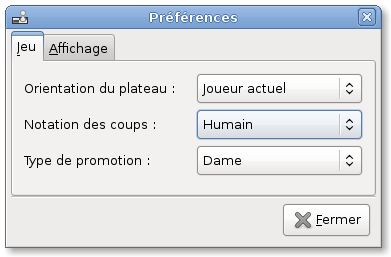 Préférences
Jeu Affichage
Orientation du plateau : Joueur actuel
Notation des coups : Humain
Type de promotion : Dame
Fermer